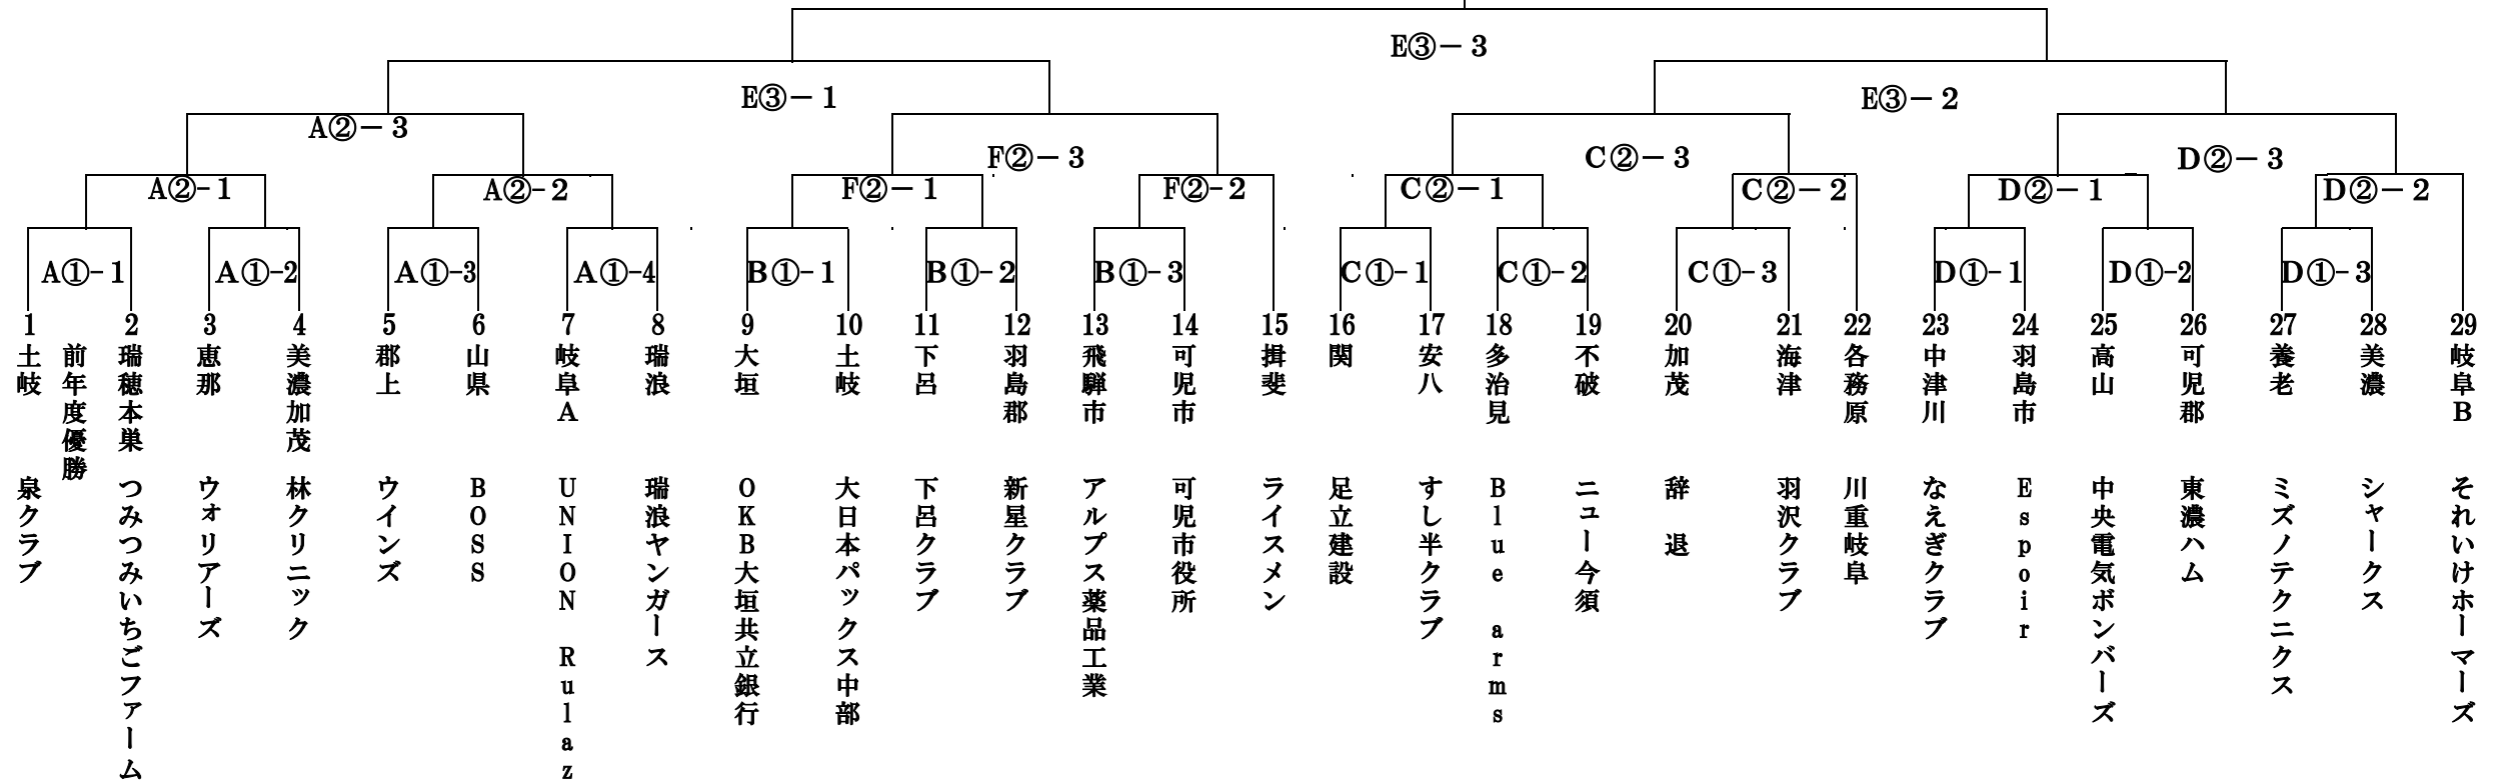 E③－３
E③－１
E③－２
A②－３
F②－３
C②－３
D②－３
A②-１
A②-２
F②－１
F②-２
C②－１
C②－２
D②－１
D②－２
A①-１
A①-2
A①-3
A①-4
B①-１
B①-２
B①-３
C①-１
C①-２
C①-３
D①-１
D①-2
D①-３
1 土岐 泉クラブ
前年度優勝
2 瑞穂本巣 つみつみいちごファーム
3 恵那 ウォリアーズ
4 美濃加茂 林クリニック
5 郡上 ウインズ
6 山県 ＢＯＳＳ
7 岐阜Ａ ＵＮＩＯＮ Ｒｕｌａｚ
8 瑞浪 瑞浪ヤンガース
9 大垣 ＯＫＢ大垣共立銀行
10 土岐 大日本パックス中部
11 下呂 下呂クラブ
12 羽島郡 新星クラブ
13 飛騨市 アルプス薬品工業
14 可児市 可児市役所
15 揖斐 ライスメン
16 関 足立建設
17 安八 すし半クラブ
18 多治見 Ｂｌｕｅ ａｒｍｓ
19 不破 ニュー今須
20 加茂 辞 退
21 海津 羽沢クラブ
22 各務原 川重岐阜
23 中津川 なえぎクラブ
24 羽島市 Ｅｓｐｏｉｒ
25 高山 中央電気ボンバーズ
26 可児郡 東濃ハム
27 養老 ミズノテクニクス
28 美濃 シャークス
29 岐阜Ｂ それいけホーマーズ